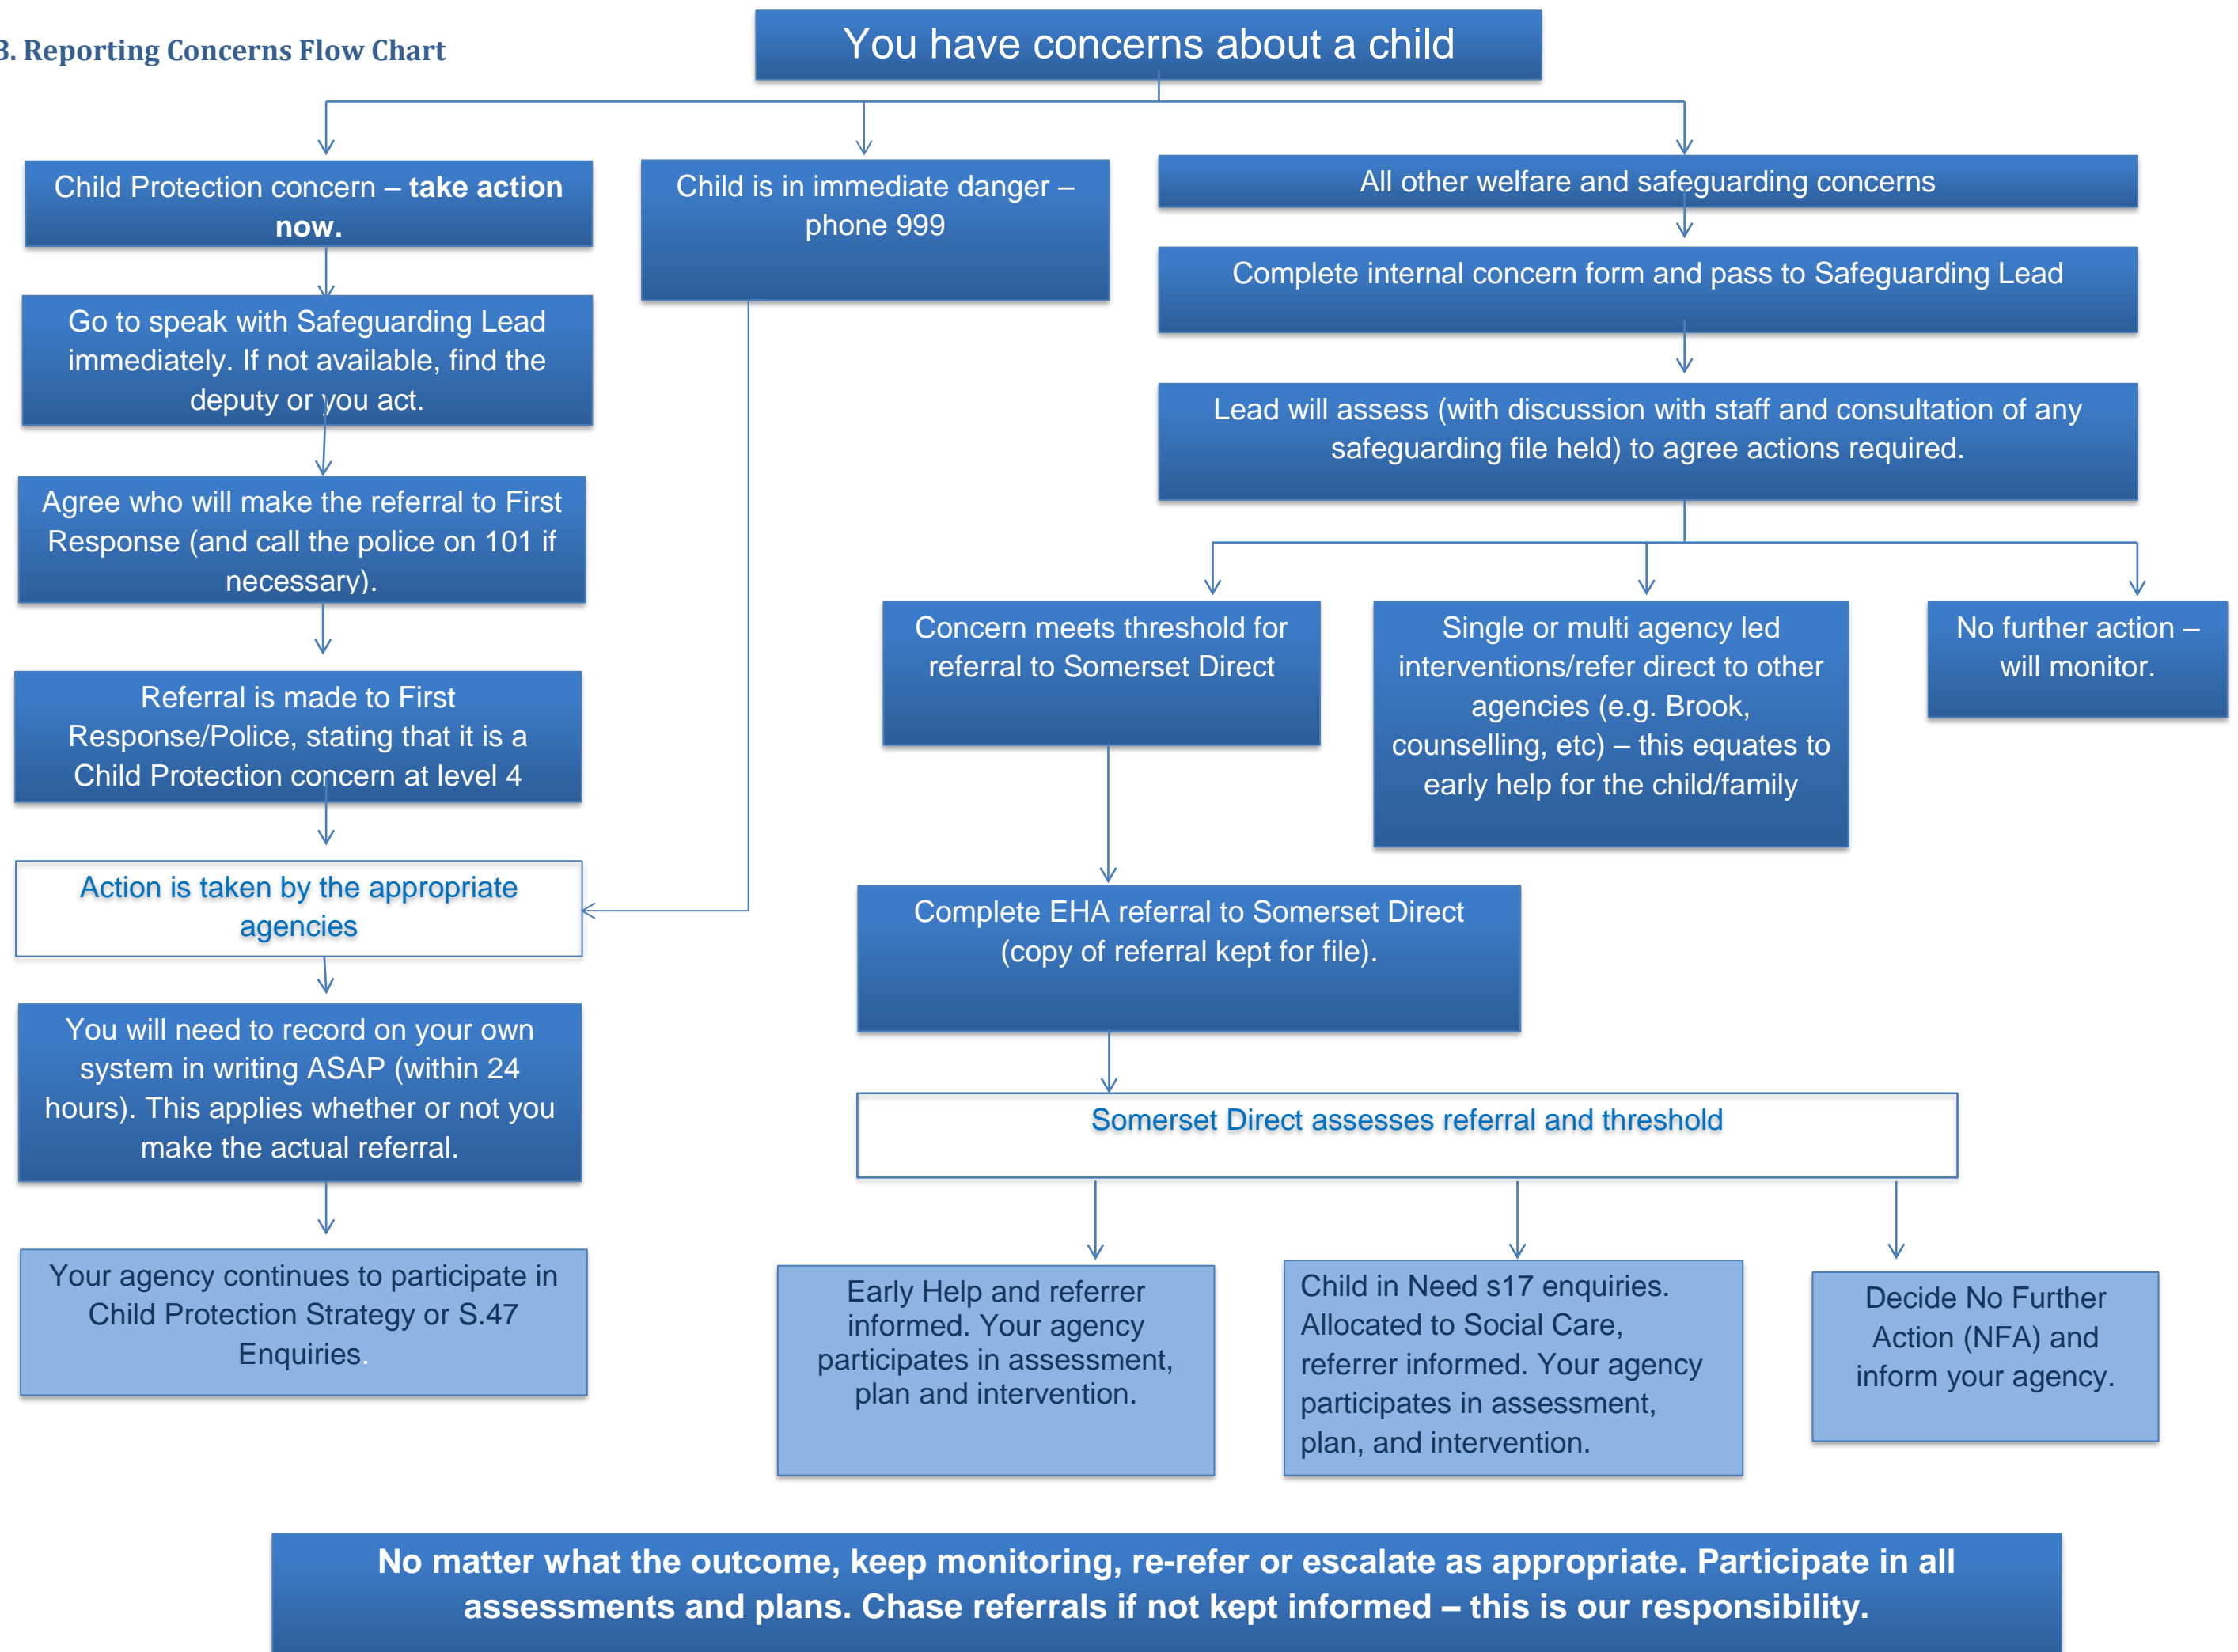 B. Reporting Concerns Flow Chart
You have concerns about a child
Child Protection concern – take action
now.
Child is in immediate danger –
phone 999
All other welfare and safeguarding concerns
Go to speak with Safeguarding Lead
immediately. If not available, find the
deputy or you act.
Complete internal concern form and pass to Safeguarding Lead
Lead will assess (with discussion with staff and consultation of any
safeguarding file held) to agree actions required.
Agree who will make the referral to First
Response (and call the police on 101 if
necessary).
Concern meets threshold for
referral to Somerset Direct
Single or multi agency led
interventions/refer direct to other
agencies (e.g. Brook,
counselling, etc) – this equates to
early help for the child/family
No further action –
will monitor.
Referral is made to First
Response/Police, stating that it is a
Child Protection concern at level 4
Action is taken by the appropriate
agencies
Complete EHA referral to Somerset Direct
(copy of referral kept for file).
You will need to record on your own
system in writing ASAP (within 24
hours). This applies whether or not you
make the actual referral.
Somerset Direct assesses referral and threshold
Your agency continues to participate in
Child Protection Strategy or S.47
Enquiries.
Early Help and referrer
informed. Your agency
participates in assessment,
plan and intervention.
Child in Need s17 enquiries.
Allocated to Social Care,
referrer informed. Your agency
participates in assessment,
plan, and intervention.
Decide No Further
Action (NFA) and
inform your agency.
No matter what the outcome, keep monitoring, re-refer or escalate as appropriate. Participate in all
assessments and plans. Chase referrals if not kept informed – this is our responsibility.